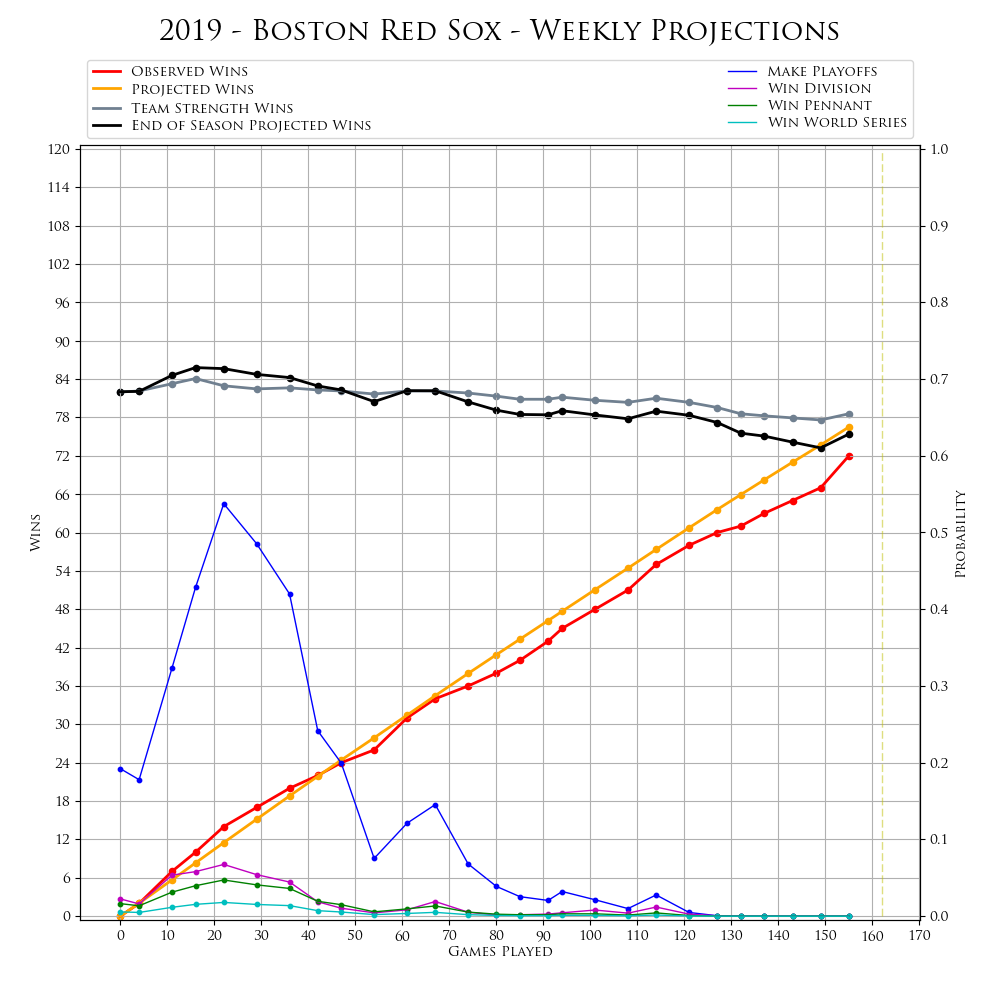 2019 - Boston Red Sox - Weekly Projections
Observed Wins
Projected Wins
Team Strength Wins
End of Season Projected Wins
Make Playoffs
Win Division
Win Pennant
Win World Series
120
114
108
102
96
90
84
78
72
66
60
54
48
42
36
30
24
18
12
6
0
Wins
1.0
0.9
0.8
0.7
0.6
0.5
0.4
0.3
0.2
0.1
0.0
Probability
0 10 20 30 40 50 60 70 80 90 100 110 120 130 140 150 160 170
Games Played